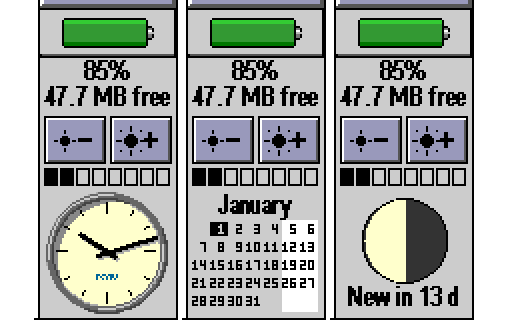 85%
47.7 MB free
85%
47.7 MB free
January
1 2 3 4 5 6
7 8 9 10 11 12 13
14 15 16 17 18 19 20
21 22 23 24 25 26 27
28 29 30 31
85%
47.7 MB free
New in 13 d